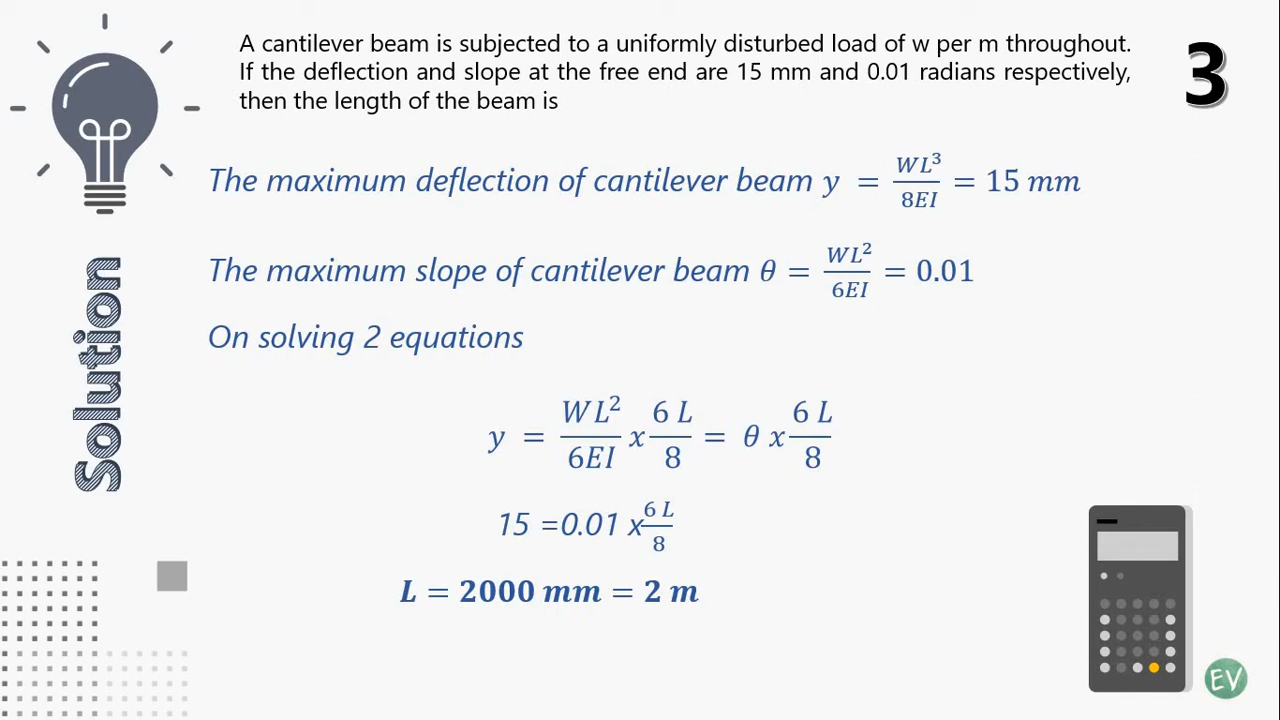 A cantilever beam is subjected to a uniformly disturbed load of w per m throughout.
If the deflection and slope at the free end are 15 mm and 0.01 radians respectively,
then the length of the beam is
3
The maximum deflection of cantilever beam y = WL³/8EI = 15 mm
The maximum slope of cantilever beam θ = WL²/6EI = 0.01
On solving 2 equations
y = WL²/6EI x 6 L/8 = θ x 6 L/8
15 =0.01 x 6 L/8
L = 2000 mm = 2 m
Solution
EV